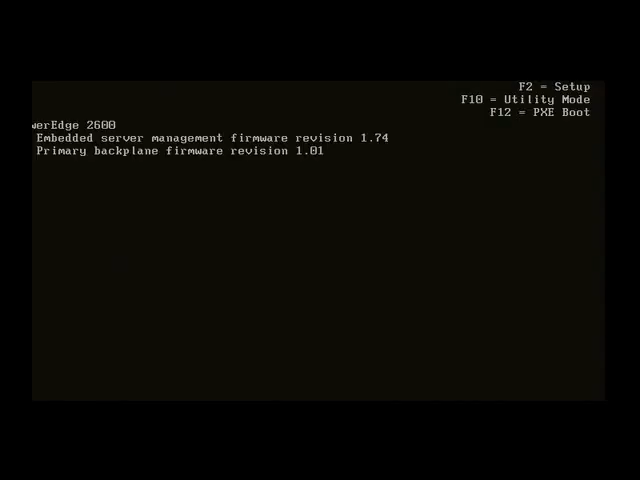 F2 = Setup
F10 = Utility Mode
F12 = PXE Boot
werEdge 2600
Embedded server management firmware revision 1.74
Primary backplane firmware revision 1.01